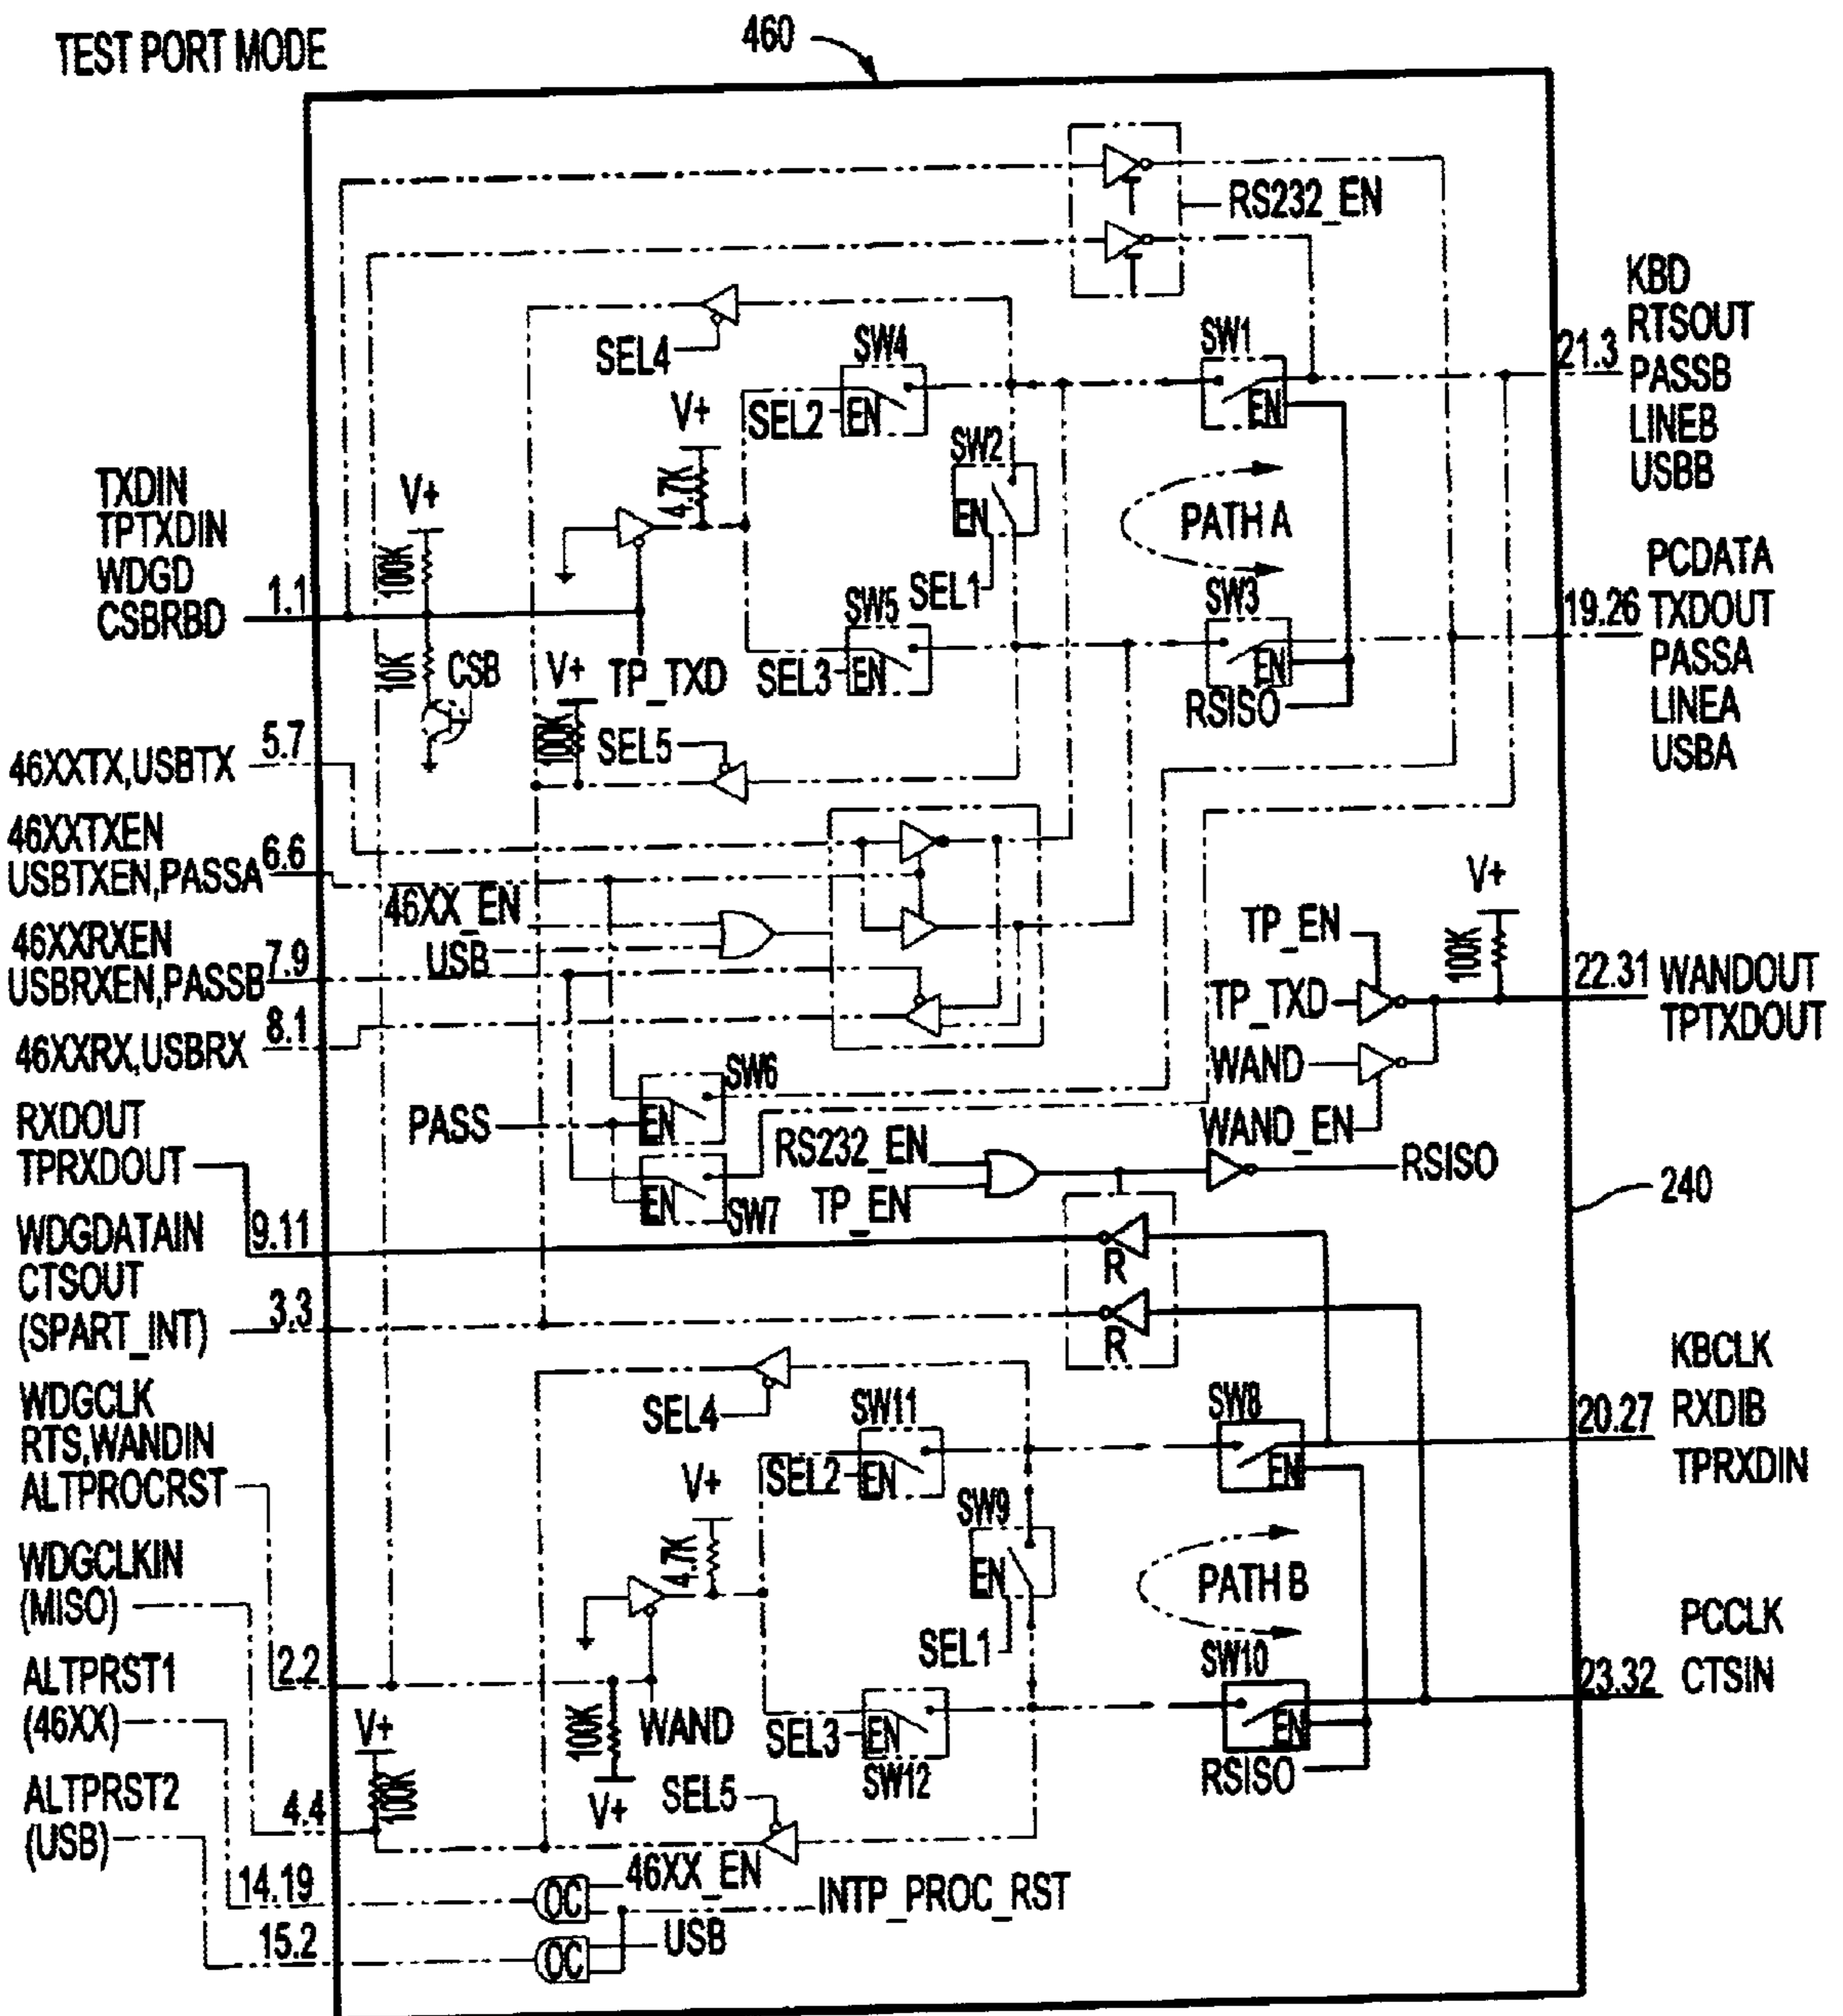 TEST PORT MODE
460
RS232_EN
KBD
RTSOUT
21.3
PASSB
LINEB
USBB
SEL4
SW4
SW1
V+
SEL2
EN
EN
SW2
TXDIN
TPTXDIN
WDGD
CSBRBD
1.1
V+
100K
4.7K
EN
SEL1
PATH A
PCDATA
19.26
TXDOUT
PASSA
LINEA
USBA
SW5
SW3
10K
CSB
V+
TP_TXD
SEL3
EN
EN
RSISO
100K
SEL5
5.7
46XXTX,USBTX
46XXTXEN
USBTXEN,PASSA
6.6
46XX_EN
USB
46XXRXEN
USBRXEN,PASSB
7.9
8.1
46XXRX,USBRX
V+
TP_EN
100K
TP_TXD
22.31
WANDOUT
TPTXDOUT
WAND
WAND_EN
RXDOUT
TPRXDOUT
PASS
EN
SW6
EN
SW7
RS232_EN
TP_EN
RSISO
240
WDGDATAIN
CTSOUT
(SPART_INT)
9.11
3.3
R
R
KBCLK
RXDIB
TPRXDIN
20.27
WDGCLK
RTS,WANDIN
ALTPROCRST
SEL4
SW11
SW8
SEL2
EN
EN
V+
4.7K
SW9
EN
SEL1
PATH B
WDGCLKIN
(MISO)
2.2
PCCLK
CTSIN
23.32
SW10
EN
RSISO
ALTPRST1
(46XX)
V+
100K
100K
WAND
V+
SEL3
EN
SW12
SEL5
ALTPRST2
(USB)
4.4
14.19
15.2
OC
46XX_EN
INTP_PROC_RST
OC
USB